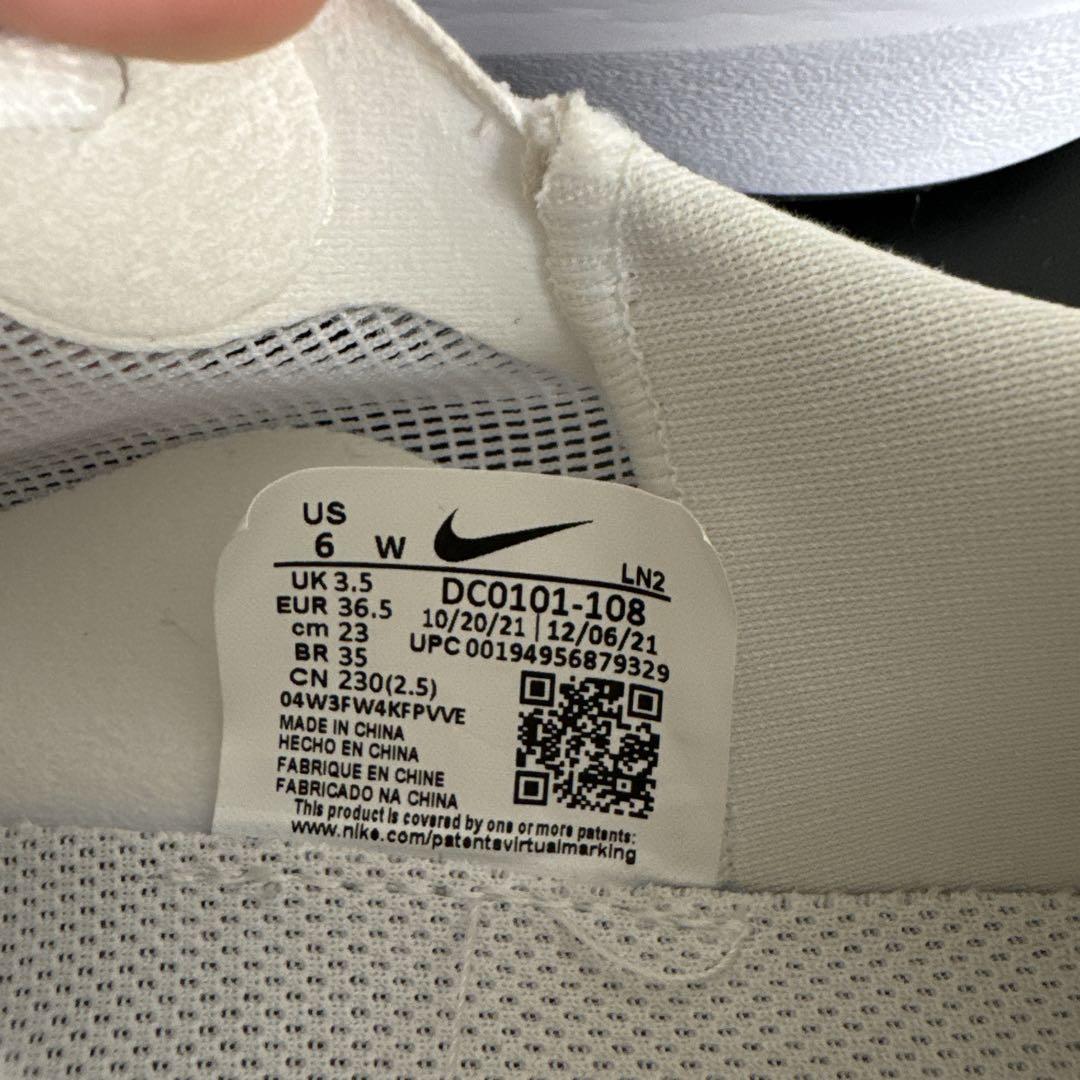 US
6 W
LN2
UK 3.5
EUR 36.5
cm 23
BR 35
CN 230(2.5)
DC0101-108
10/20/21 | 12/06/21
UPC 00194956879329
04W3FW4KFPVVE
MADE IN CHINA
HECHO EN CHINA
FABRIQUE EN CHINE
FABRICADO NA CHINA
This product is covered by one or more patents:
www.nike.com/patentsvirtualmarking